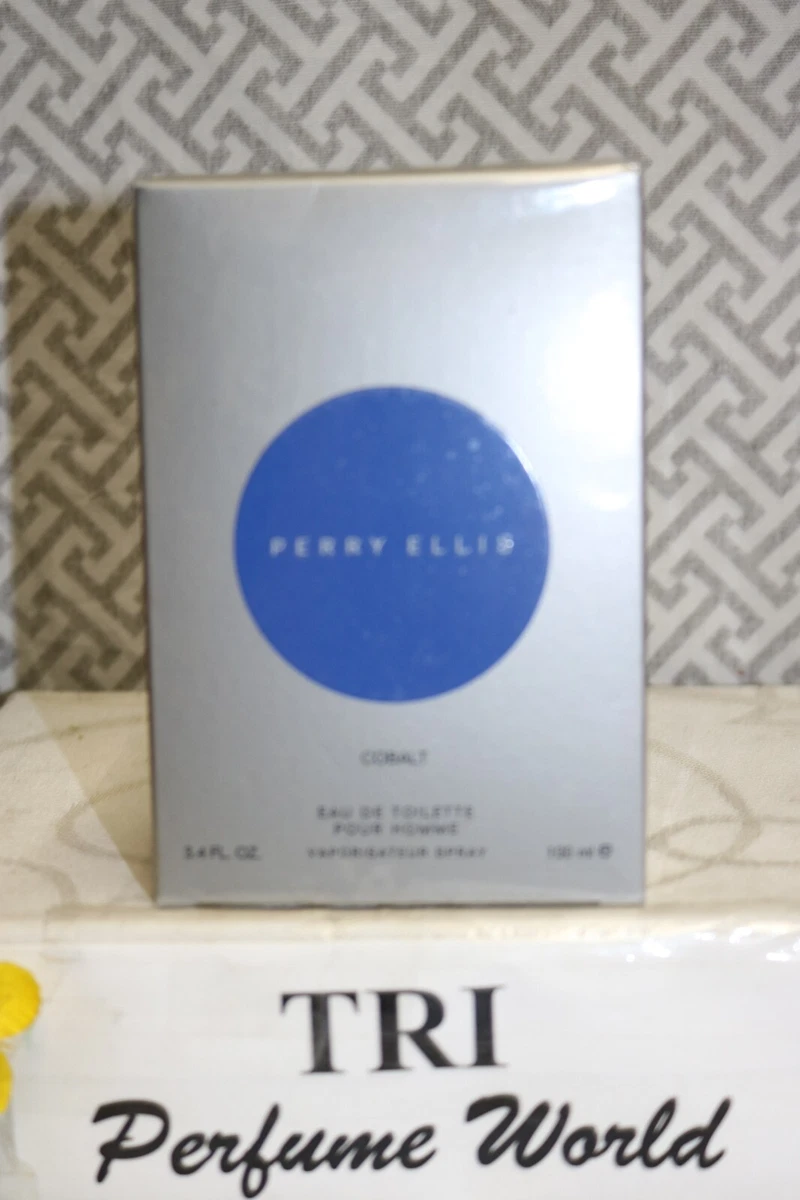 PERRY ELLIS
COBALT
EAU DE TOILETTE
POUR HOMME
3.4 FL. OZ. VAPORISATEUR SPRAY 100 ml ℮
TRI
Perfume World